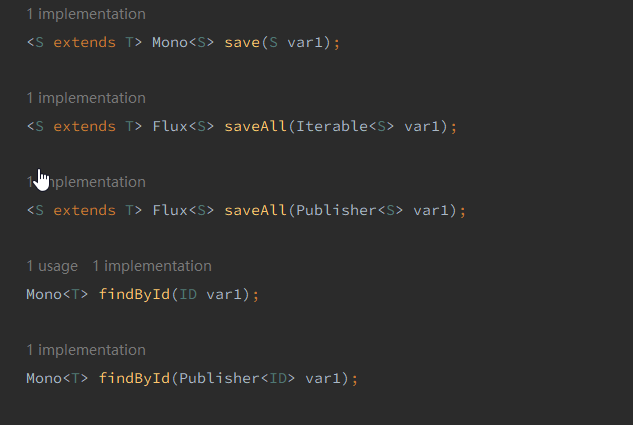 1 implementation
<S extends T> Mono<S> save(S var1);
1 implementation
<S extends T> Flux<S> saveAll(Iterable<S> var1);
1 implementation
<S extends T> Flux<S> saveAll(Publisher<S> var1);
1 usage 1 implementation
Mono<T> findById(ID var1);
1 implementation
Mono<T> findById(Publisher<ID> var1);